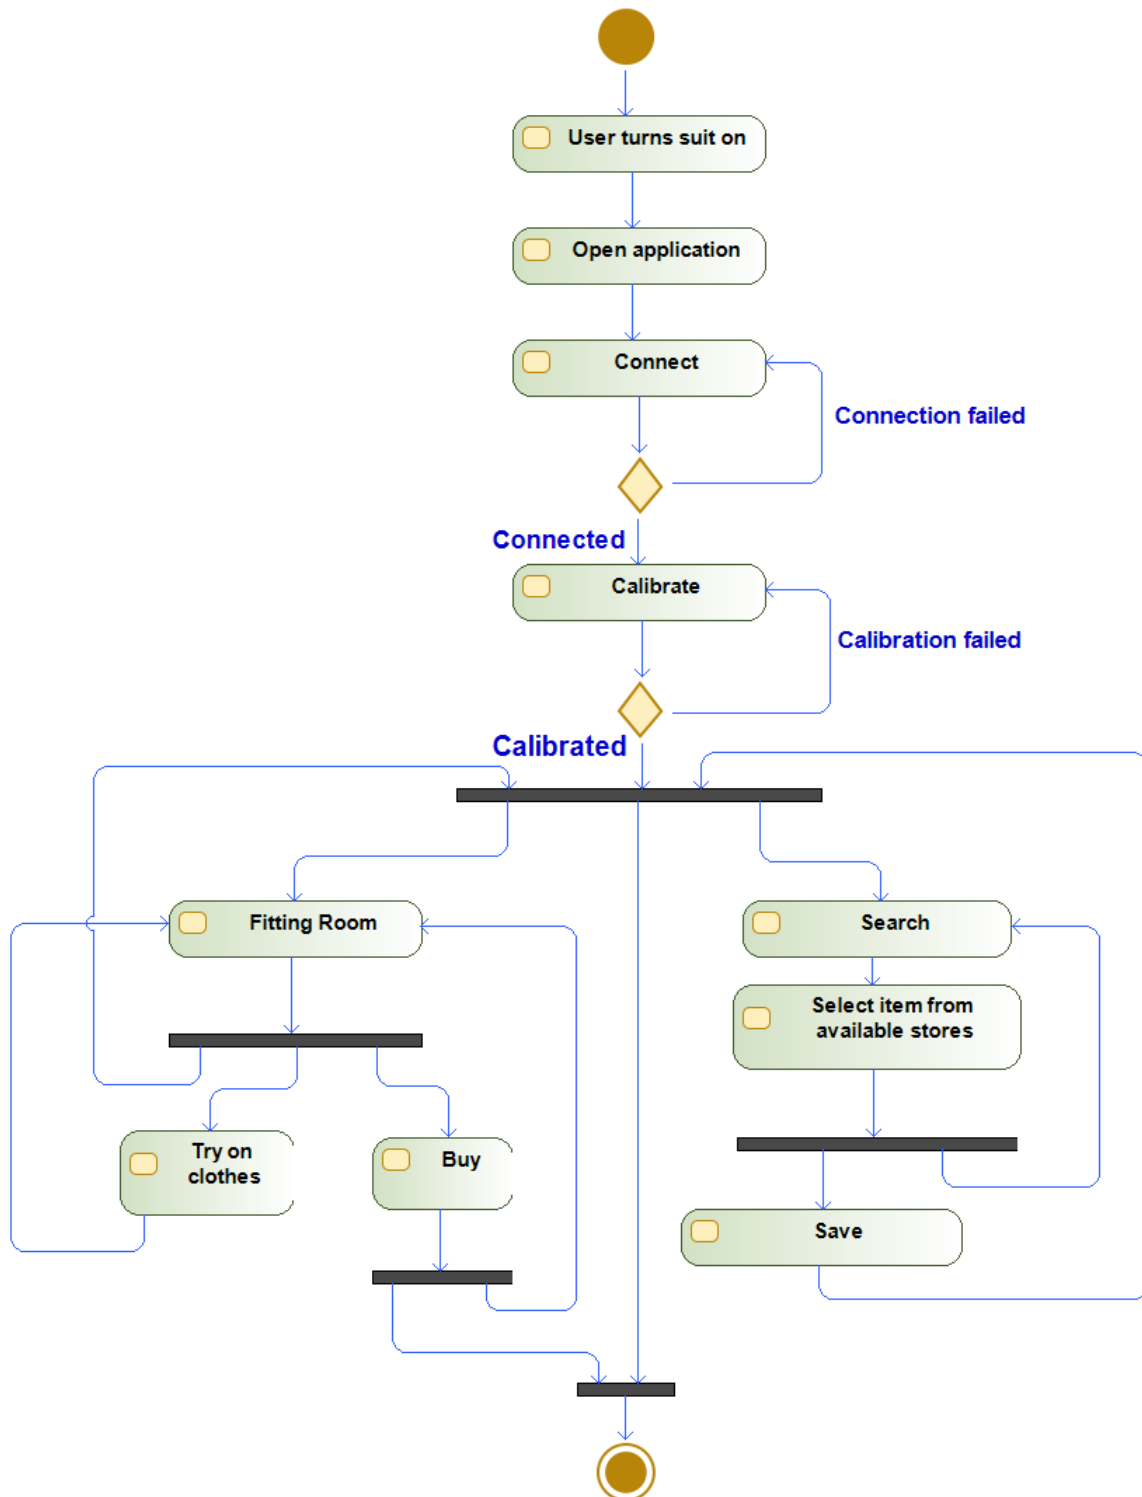 User turns suit on
Open application
Connect
Connection failed
Connected
Calibrate
Calibration failed
Calibrated
Fitting Room
Search
Select item from
available stores
Try on
clothes
Buy
Save